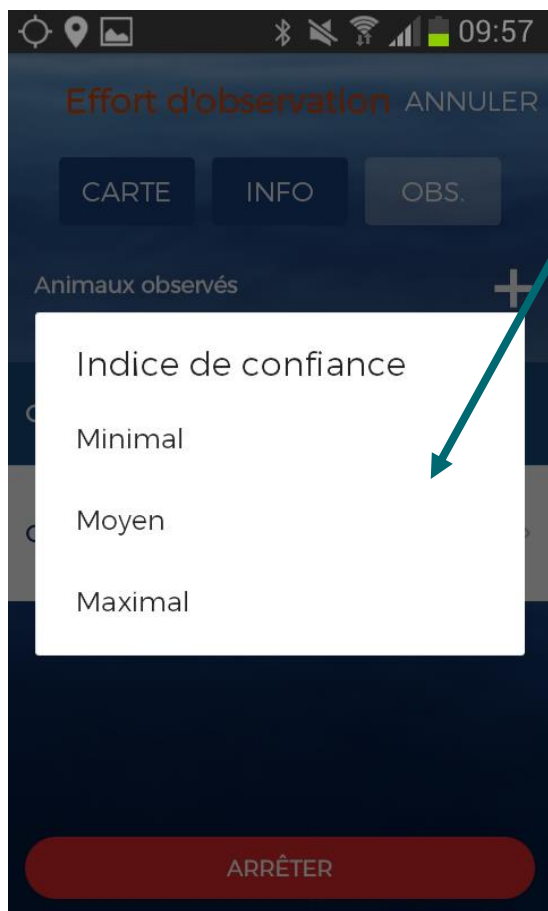 09:57
Effort d'observation ANNULER
CARTE INFO OBS.
Animaux observés +
Indice de confiance
Minimal
Moyen
Maximal
ARRÊTER